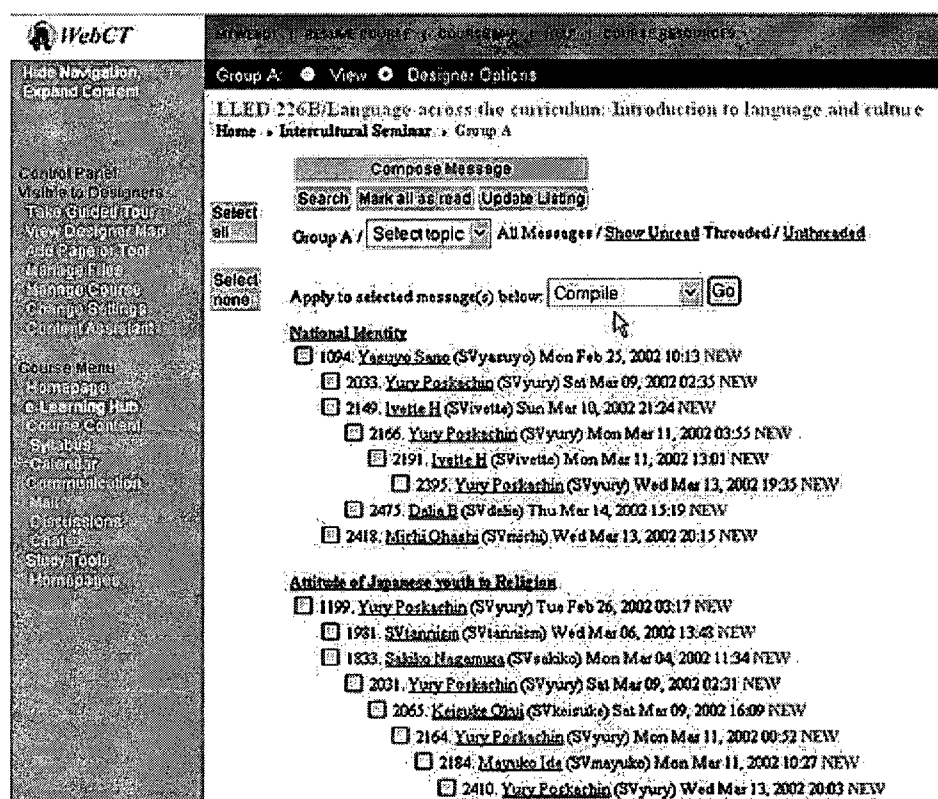 WebCT
MYWEBCT | RESUME COURSE | COURSE MAP | HELP | COURSE RESOURCES
Hide Navigation
Expand Content
Group A: View Designer Options
LLED 226B/Language across the curriculum: Introduction to language and culture
Home › Intercultural Seminar › Group A
Control Panel
Visible to Designers
Take Guided Tour
View Designer Map
Add Page or Tool
Manage Files
Manage Course
Change Settings
Content Assistant
Course Menu
Homepage
e-Learning Hub
Course Content
Syllabus
Calendar
Communication
Mail
Discussions
Chat
Study Tools
Homepages
Compose Message
Search Mark all as read Update Listing
Select all
Group A / Select topic All Messages / Show Unread Threaded / Unthreaded
Select none
Apply to selected message(s) below: Compile Go
National Identity
1094. Yasuyo Sano (SVyasuyo) Mon Feb 25, 2002 10:13 NEW
2033. Yury Poskachin (SVyury) Sat Mar 09, 2002 02:35 NEW
2149. Ivette H (SVivette) Sun Mar 10, 2002 21:24 NEW
2166. Yury Poskachin (SVyury) Mon Mar 11, 2002 03:55 NEW
2191. Ivette H (SVivette) Mon Mar 11, 2002 13:01 NEW
2395. Yury Poskachin (SVyury) Wed Mar 13, 2002 19:35 NEW
2475. Dalia B (SVdalia) Thu Mar 14, 2002 15:19 NEW
2418. Michi Ohashi (SVmichi) Wed Mar 13, 2002 20:15 NEW
Attitude of Japanese youth to Religion
1199. Yury Poskachin (SVyury) Tue Feb 26, 2002 03:17 NEW
1981. SViannism (SViannism) Wed Mar 06, 2002 13:48 NEW
1833. Sakiko Nagamura (SVsakiko) Mon Mar 04, 2002 11:34 NEW
2031. Yury Poskachin (SVyury) Sat Mar 09, 2002 02:31 NEW
2065. Keisuke (SVkeisuke) Sat Mar 09, 2002 16:09 NEW
2164. Yury Poskachin (SVyury) Mon Mar 11, 2002 00:52 NEW
2184. Mayuko Ide (SVmayuko) Mon Mar 11, 2002 10:27 NEW
2410. Yury Poskachin (SVyury) Wed Mar 13, 2002 20:03 NEW